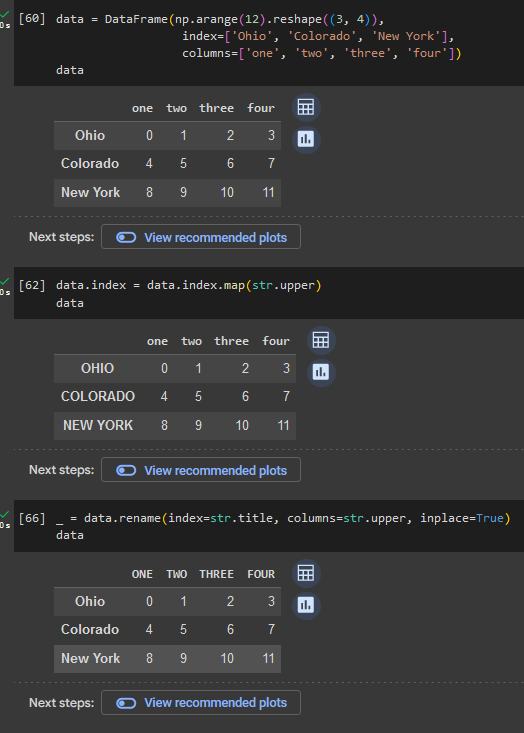 [60] data = DataFrame(np.arange(12).reshape((3, 4)),
index=['Ohio', 'Colorado', 'New York'],
columns=['one', 'two', 'three', 'four'])
data
0s
one two three four
Ohio 0 1 2 3
Colorado 4 5 6 7
New York 8 9 10 11
Next steps: View recommended plots
[62] data.index = data.index.map(str.upper)
0s
data
one two three four
OHIO 0 1 2 3
COLORADO 4 5 6 7
NEW YORK 8 9 10 11
Next steps: View recommended plots
[66] _ = data.rename(index=str.title, columns=str.upper, inplace=True)
0s
data
ONE TWO THREE FOUR
Ohio 0 1 2 3
Colorado 4 5 6 7
New York 8 9 10 11
Next steps: View recommended plots